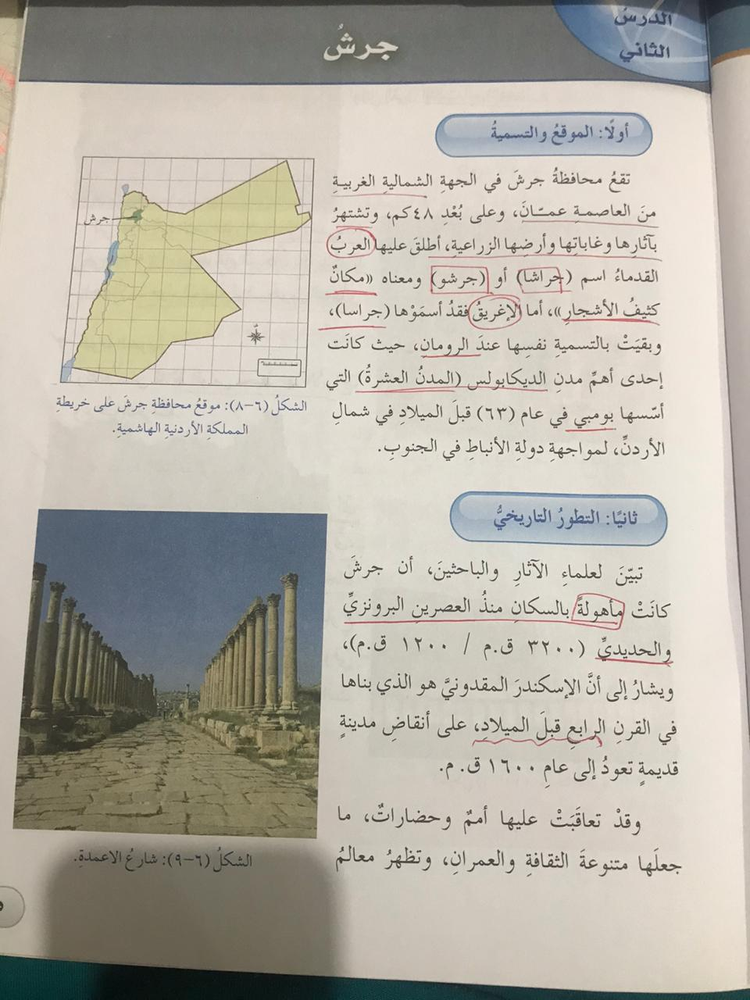 الدرسُ
الثاني
جرشُ
أولًا: الموقعُ والتسميةُ
تقعُ محافظةُ جرشَ في الجهةِ الشماليةِ الغربيةِ
منَ العاصمةِ عمّانَ، وعلى بُعْدِ ٤٨كم، وتشتهرُ
بآثارِها وغاباتِها وأرضِها الزراعيةِ، أطلقَ عليها العربُ
القدماءُ اسم (جراشا) أو (جرشو) ومعناه «مكانٌ
كثيفُ الأشجارِ»، أما الإغريقُ فقدُ أسمَوْها (جراسا)،
وبقيَتْ بالتسميةِ نفسِها عندَ الرومانِ، حيث كانَت
إحدى أهمِّ مدنِ الديكابولس (المدنُ العشرةُ) التي
أسّسها بومبي في عام (٦٣) قبلَ الميلادِ في شمالِ
الأردنِّ، لمواجهةِ دولةِ الأنباطِ في الجنوبِ.
جرش
الشكلُ (٦-٨): موقعُ محافظةِ جرشَ على خريطةِ
المملكةِ الأردنيةِ الهاشميةِ.
ثانيًا: التطورُ التاريخيُّ
تبيّنَ لعلماءِ الآثارِ والباحثينَ، أن جرشَ
كانَتْ مأهولةً بالسكانِ منذُ العصرينِ البرونزيِّ
والحديديِّ (٣٢٠٠ ق.م / ١٢٠٠ ق.م)،
ويشارُ إلى أنَّ الإسكندرَ المقدونيَّ هو الذي بناها
في القرنِ الرابعِ قبلَ الميلادِ، على أنقاضِ مدينةٍ
قديمةٍ تعودُ إلى عامِ ١٦٠٠ ق. م.
وقدْ تعاقَبَتْ عليها أممٌ وحضاراتٌ، ما
جعلَها متنوعةَ الثقافةِ والعمرانِ، وتظهرُ معالمُ
الشكلُ (٦-٩): شارعُ الاعمدةِ.